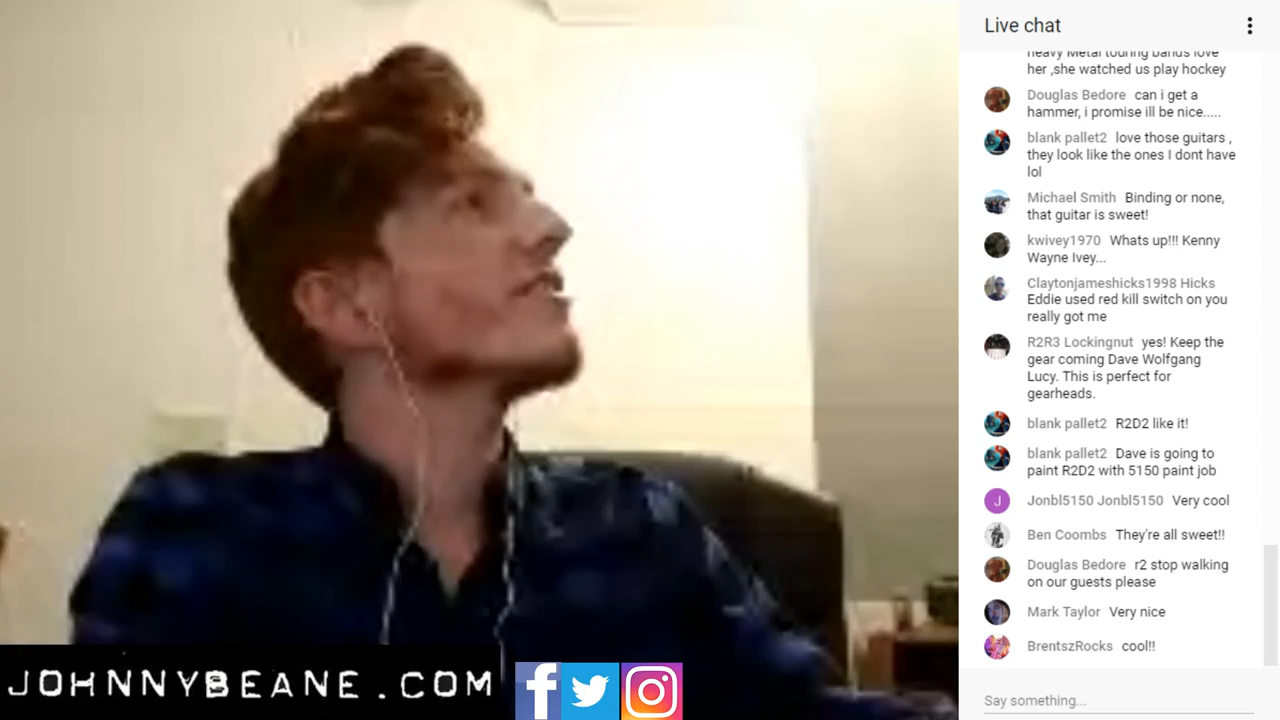 Live chat
heavy Metal touring bands love
her ,she watched us play hockey
Douglas Bedore can i get a
hammer, i promise ill be nice.....
blank pallet2 love those guitars ,
they look like the ones I dont have
lol
Michael Smith Binding or none,
that guitar is sweet!
kwivey1970 Whats up!!! Kenny
Wayne Ivey...
Claytonjameshicks1998 Hicks
Eddie used red kill switch on you
really got me
R2R3 Lockingnut yes! Keep the
gear coming Dave Wolfgang
Lucy. This is perfect for
gearheads.
blank pallet2 R2D2 like it!
blank pallet2 Dave is going to
paint R2D2 with 5150 paint job
J Jonbl5150 Jonbl5150 Very cool
Ben Coombs They're all sweet!!
Douglas Bedore r2 stop walking
on our guests please
Mark Taylor Very nice
BrentszRocks cool!!
Say something...
JOHNNYBEANE.COM